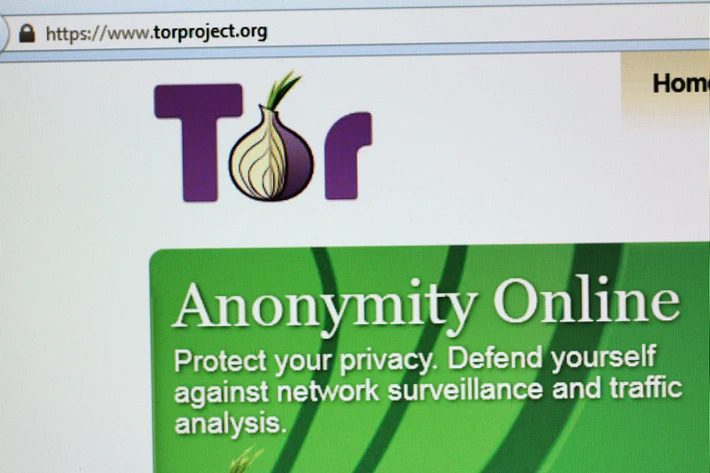 https://www.torproject.org
Tor
Home
Anonymity Online
Protect your privacy. Defend yourself
against network surveillance and traffic
analysis.